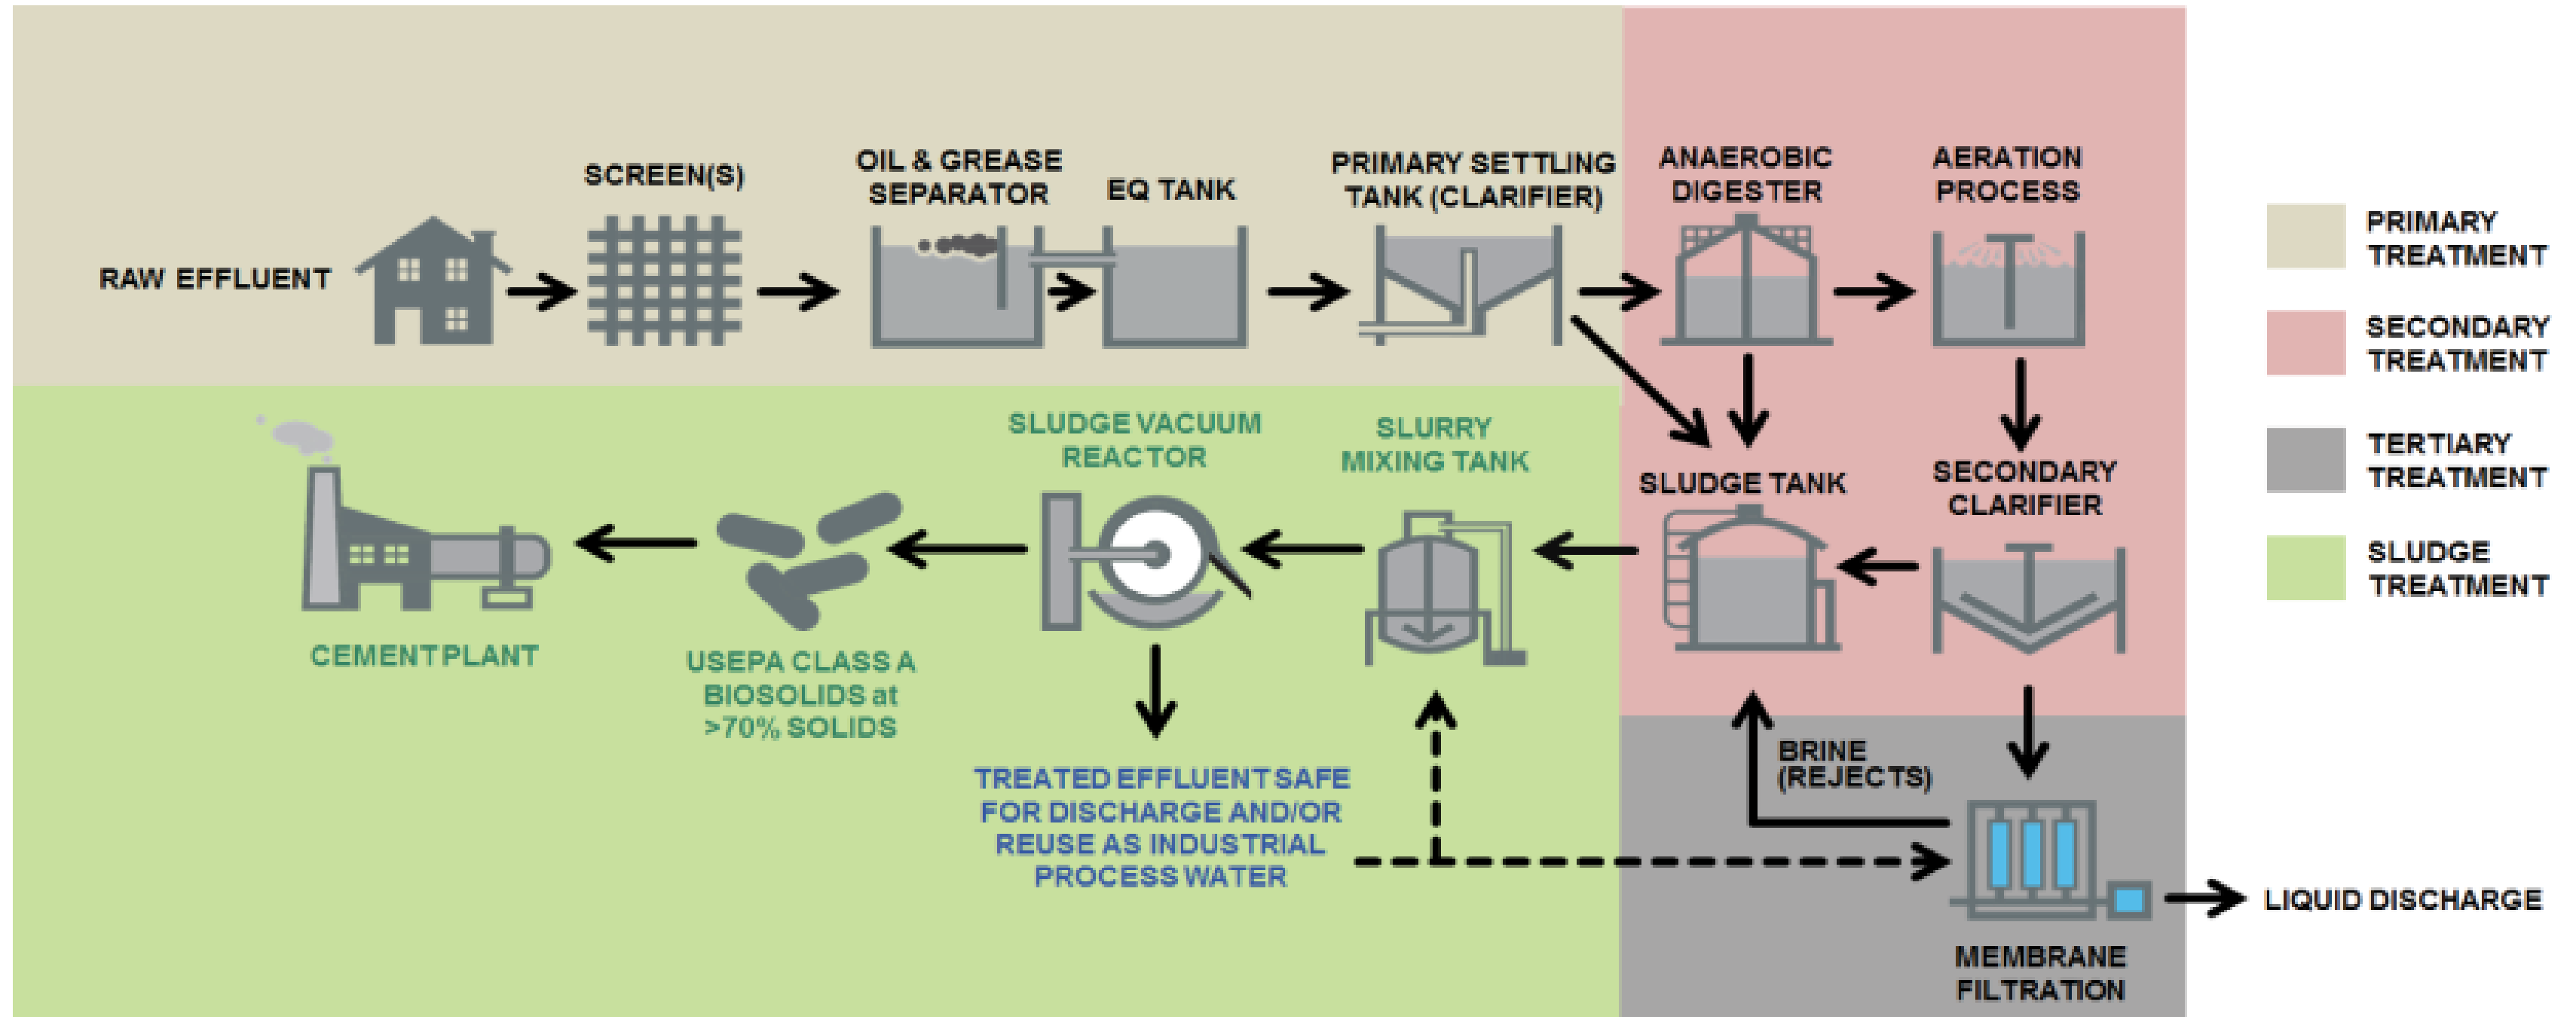 RAW EFFLUENT
SCREEN(S)
OIL & GREASE
SEPARATOR
EQ TANK
PRIMARY SETTLING
TANK (CLARIFIER)
ANAEROBIC
DIGESTER
AERATION
PROCESS
PRIMARY
TREATMENT
SECONDARY
TREATMENT
TERTIARY
TREATMENT
SLUDGE
TREATMENT
CEMENT PLANT
USEPA CLASS A
BIOSOLIDS at
>70% SOLIDS
SLUDGE VACUUM
REACTOR
SLURRY
MIXING TANK
SLUDGE TANK
SECONDARY
CLARIFIER
TREATED EFFLUENT SAFE
FOR DISCHARGE AND/OR
REUSE AS INDUSTRIAL
PROCESS WATER
BRINE
(REJECTS)
MEMBRANE
FILTRATION
LIQUID DISCHARGE